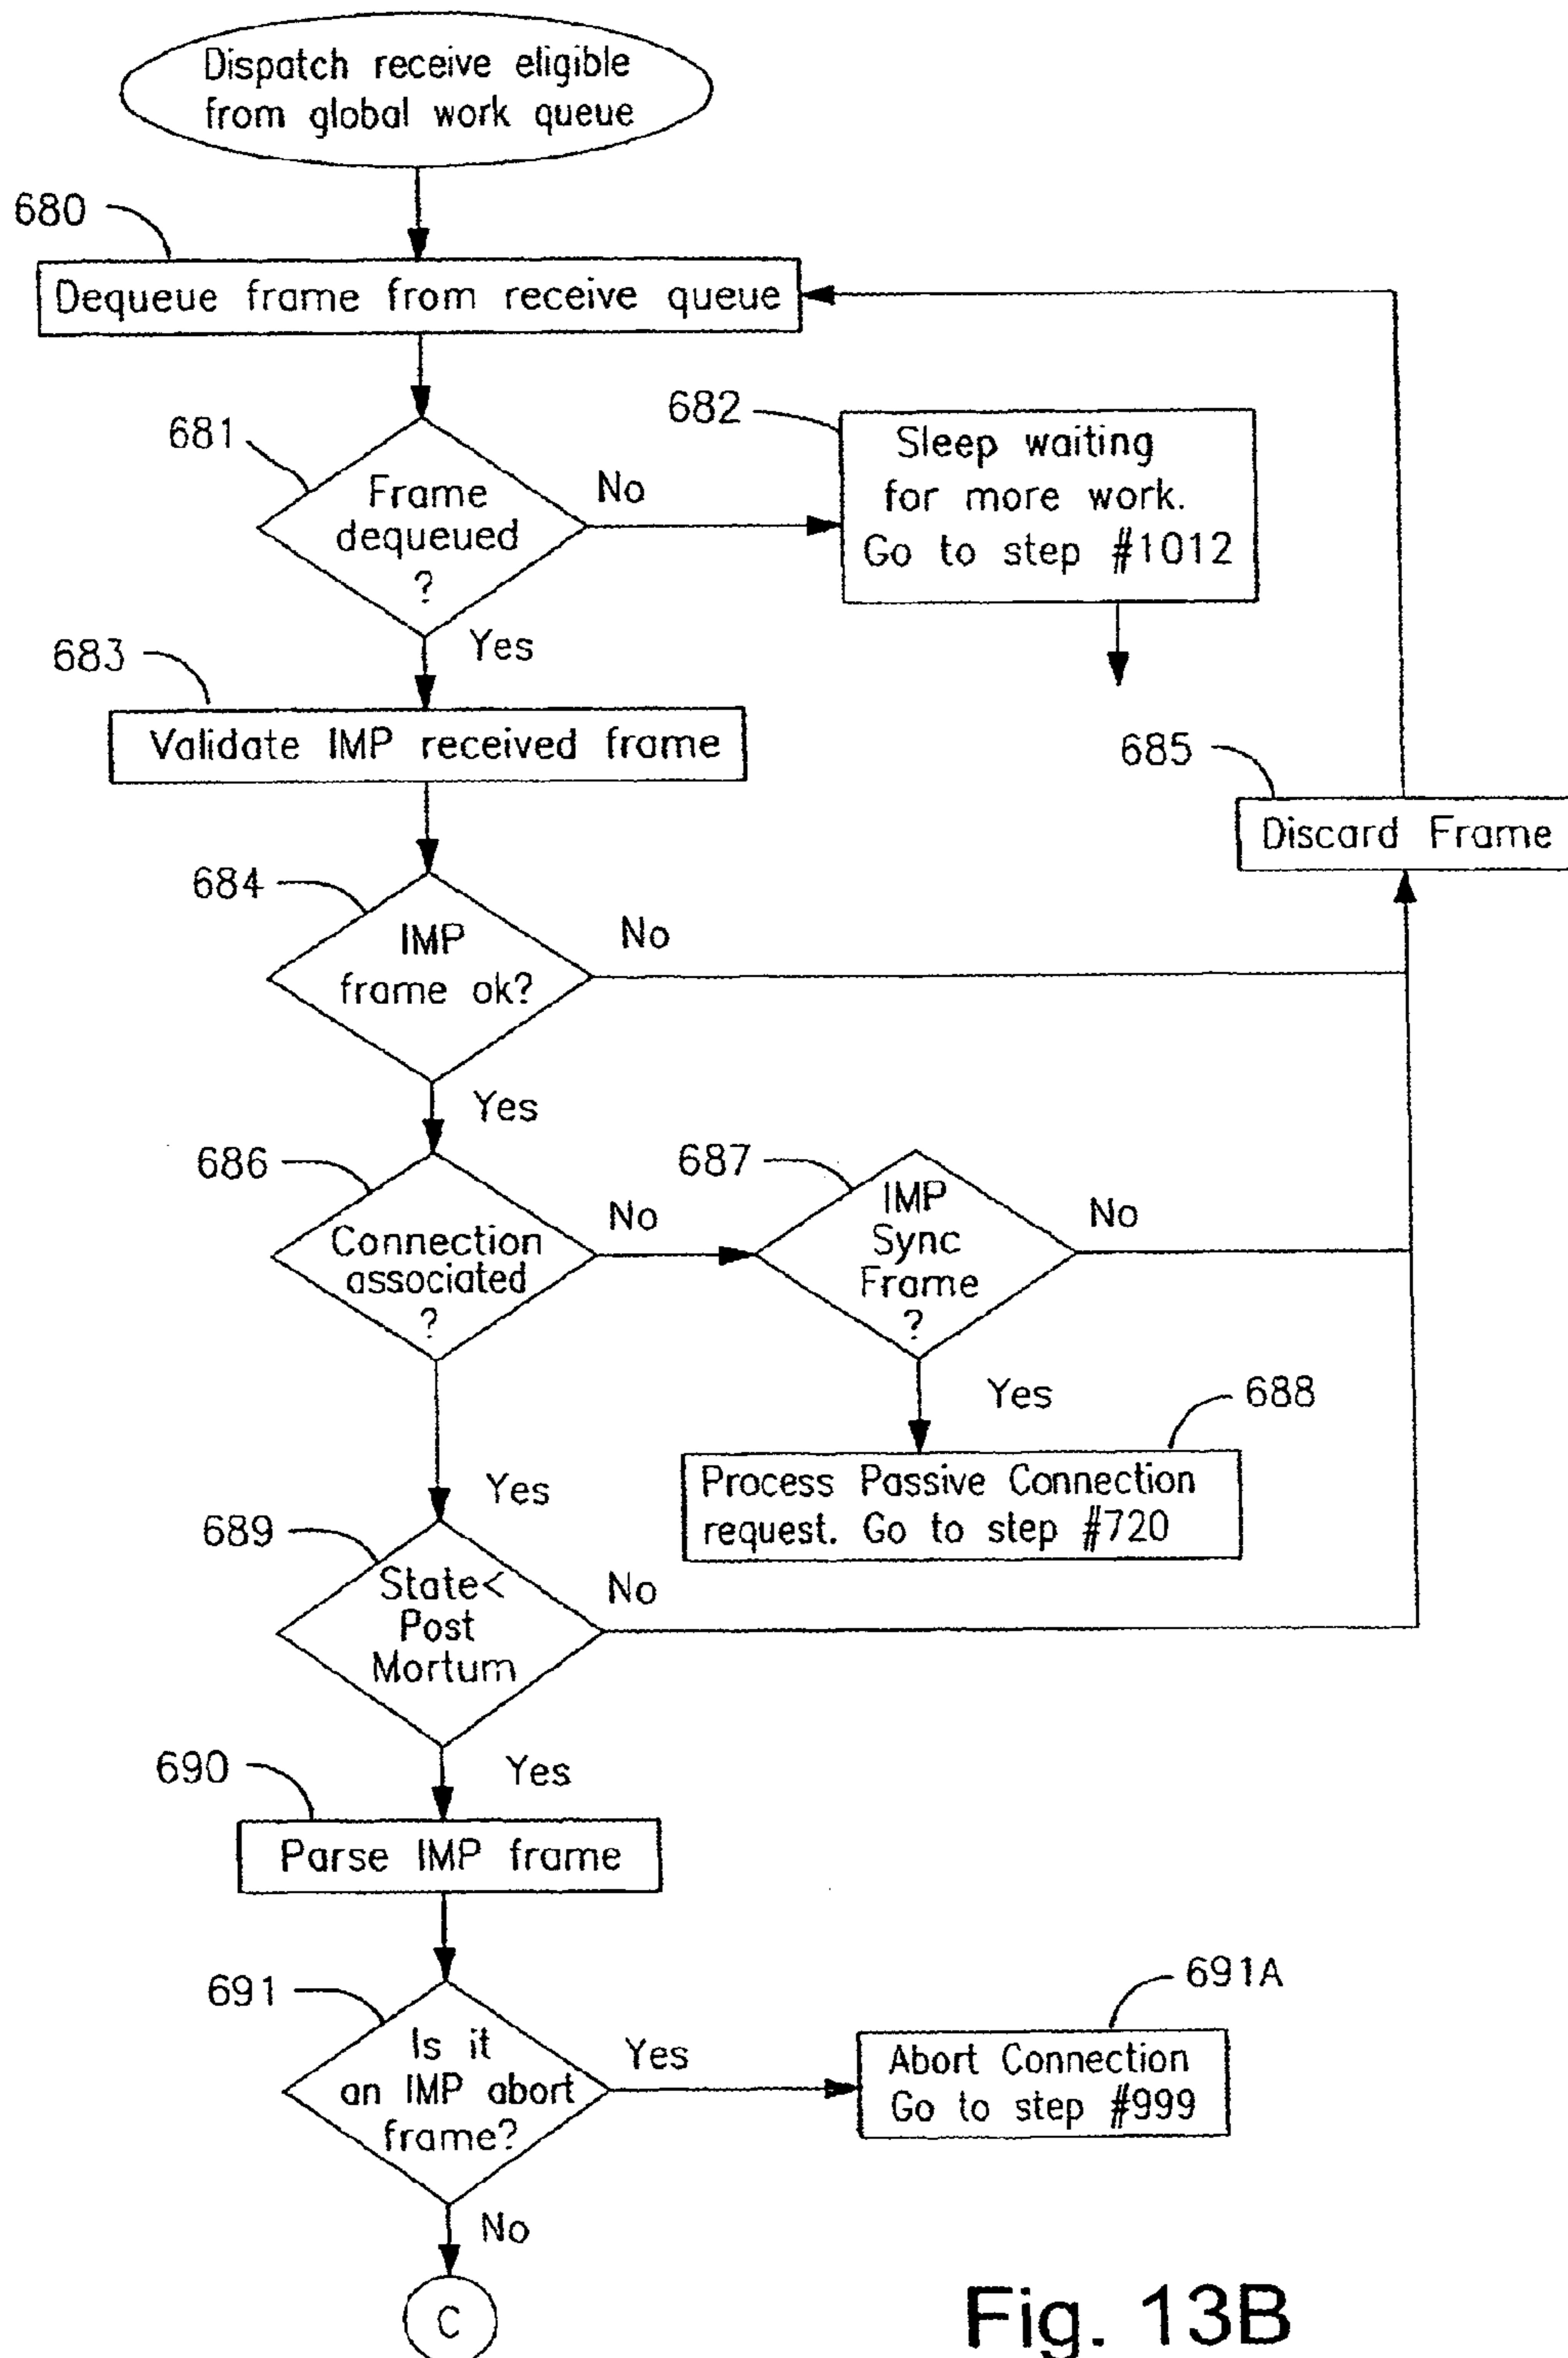 Dispatch receive eligible
from global work queue
680
Dequeue frame from receive queue
681
Frame
dequeued
?
No
682
Sleep waiting
for more work.
Go to step #1012
Yes
683
Validate IMP received frame
685
Discard Frame
684
IMP
frame ok?
No
Yes
686
Connection
associated
?
No
687
IMP
Sync
Frame
?
No
Yes
688
Process Passive Connection
request. Go to step #720
Yes
689
State<
Post
Mortum
No
Yes
690
Parse IMP frame
691
Is it
an IMP abort
frame?
Yes
691A
Abort Connection
Go to step #999
No
C
Fig. 13B